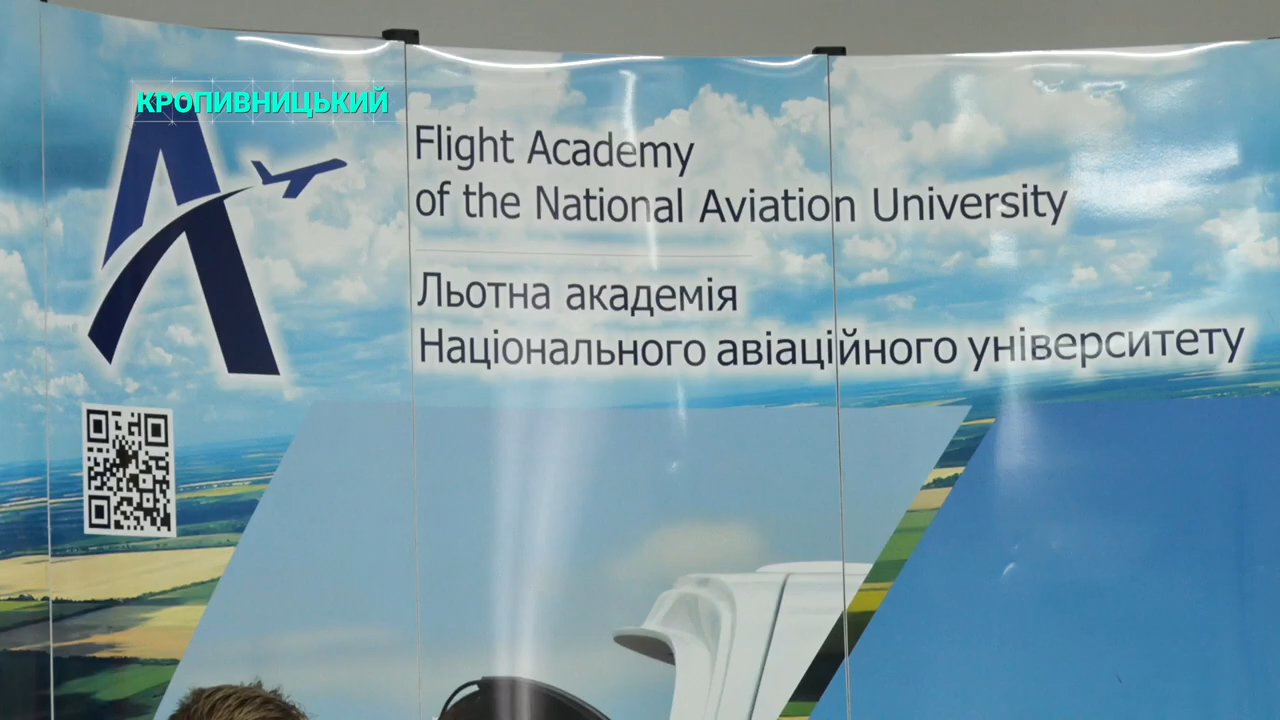 КРОПИВНИЦЬКИЙ
Flight Academy
of the National Aviation University
Льотна академія
Національного авіаційного університету